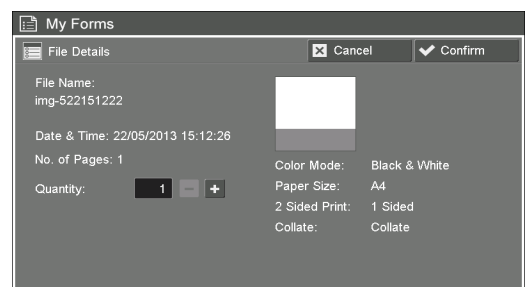 My Forms
File Details
Cancel
Confirm
File Name:
img-522151222
Date & Time: 22/05/2013 15:12:26
No. of Pages: 1
Quantity: 1 - +
Color Mode: Black & White
Paper Size: A4
2 Sided Print: 1 Sided
Collate: Collate